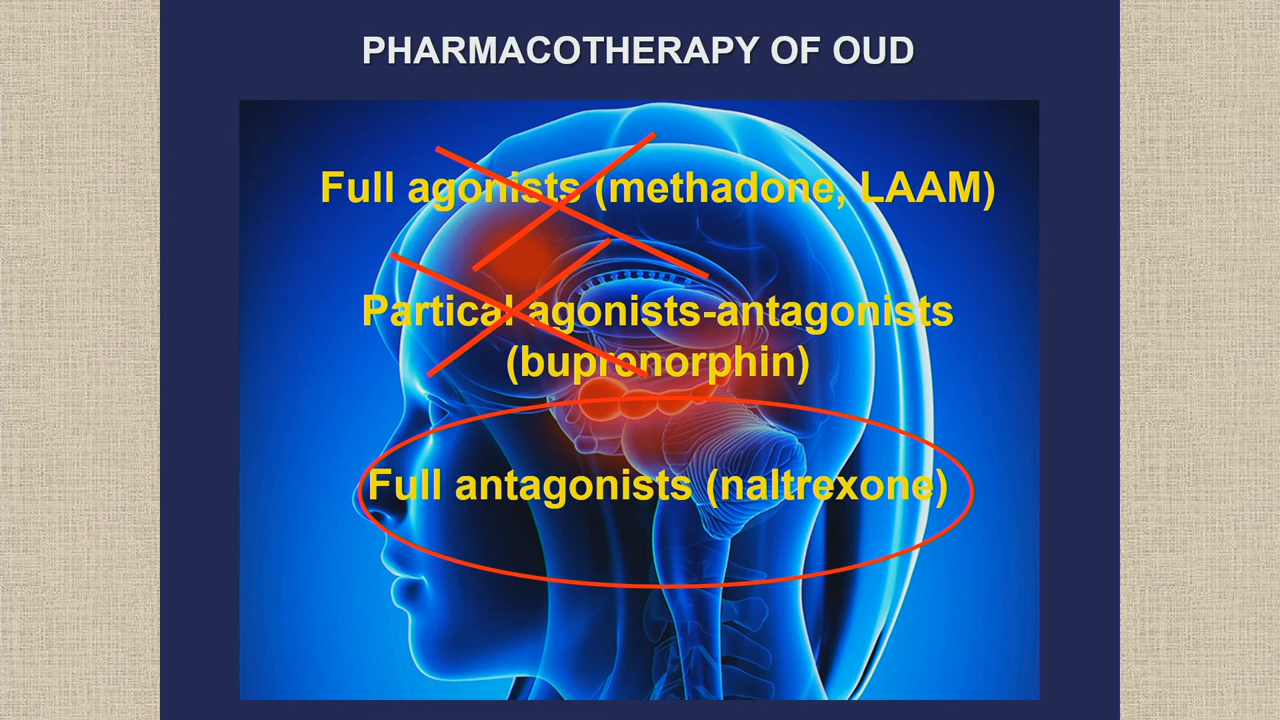 PHARMACOTHERAPY OF OUD
Full agonists (methadone, LAAM)
Partical agonists-antagonists
(buprenorphin)
Full antagonists (naltrexone)